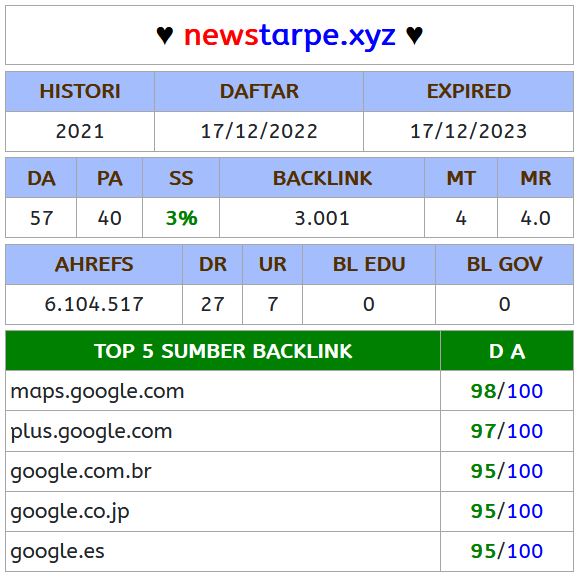 ♥ newstarpe.xyz ♥
HISTORI DAFTAR EXPIRED
2021 17/12/2022 17/12/2023
DA PA SS BACKLINK MT MR
57 40 3% 3.001 4 4.0
AHREFS DR UR BL EDU BL GOV
6.104.517 27 7 0 0
TOP 5 SUMBER BACKLINK D A
maps.google.com 98/100
plus.google.com 97/100
google.com.br 95/100
google.co.jp 95/100
google.es 95/100